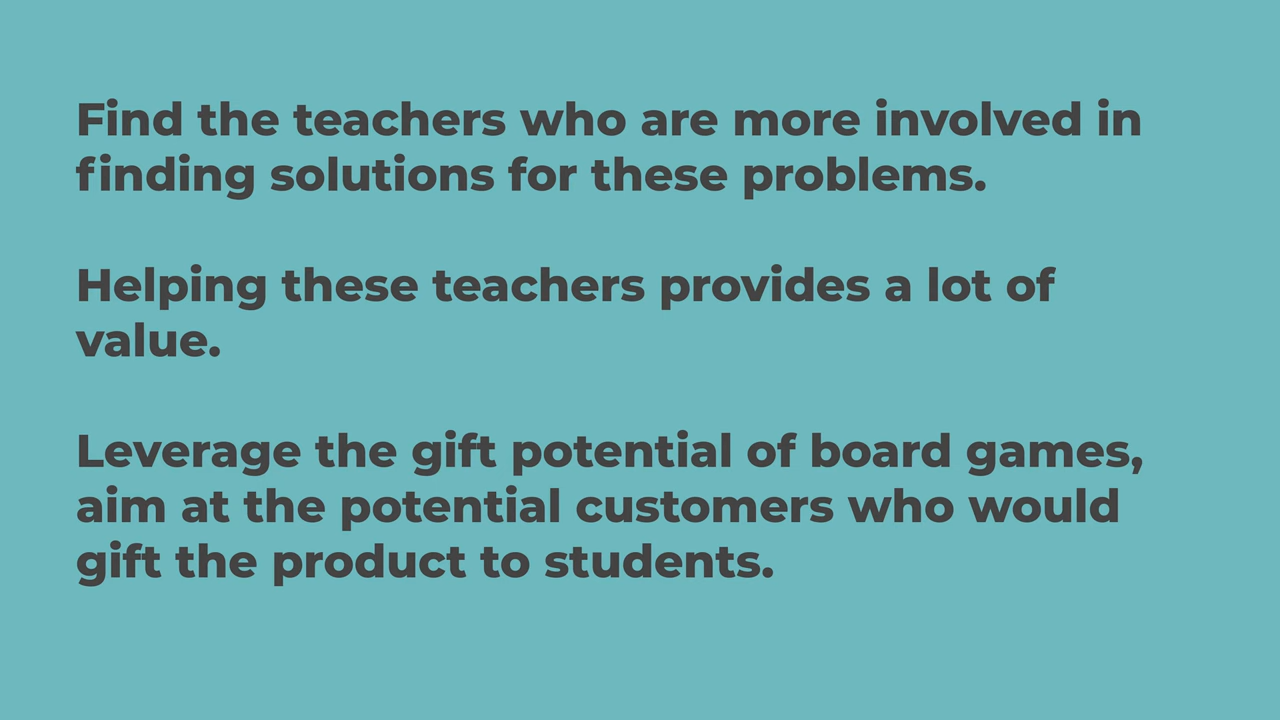 Find the teachers who are more involved in
finding solutions for these problems.
Helping these teachers provides a lot of
value.
Leverage the gift potential of board games,
aim at the potential customers who would
gift the product to students.